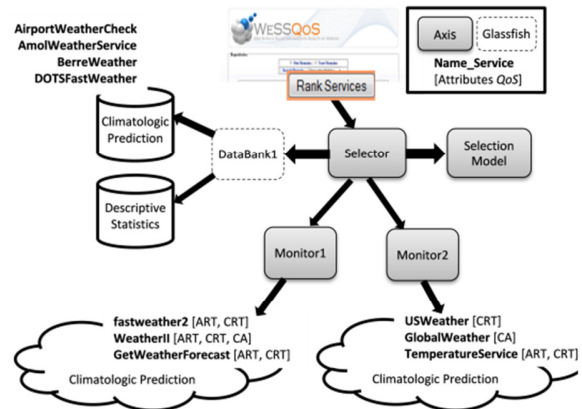 AirportWeatherCheck
AmolWeatherService
BerreWeather
DOTSFastWeather
WESSQOS
Rank Services
Axis
Glassfish
Name_Service
[Attributes QoS]
Climatologic
Prediction
DataBank1
Selector
Selection
Model
Descriptive
Statistics
Monitor1
Monitor2
fastweather2 [ART, CRT]
WeatherII [ART, CRT, CA]
GetWeatherForecast [ART, CRT]
Climatologic Prediction
USWeather [CRT]
GlobalWeather [CA]
TemperatureService [ART, CRT]
Climatologic Prediction